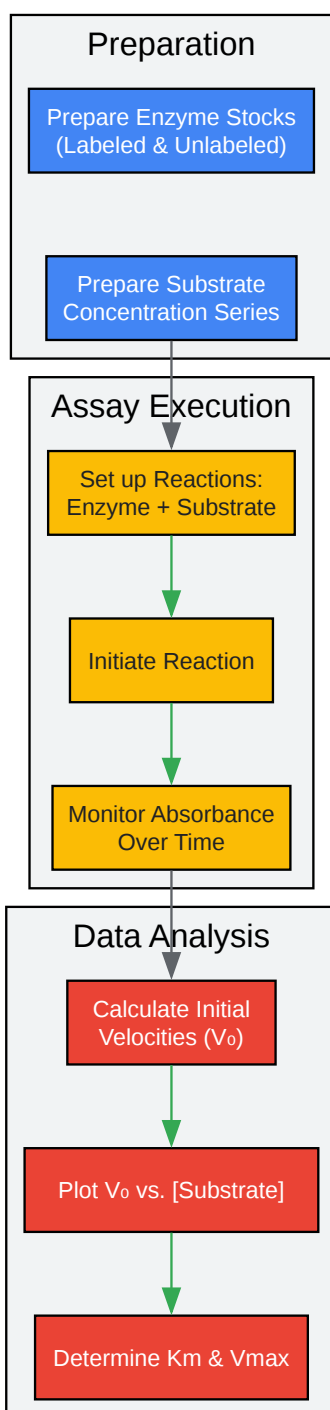 Preparation
Prepare Enzyme Stocks
(Labeled & Unlabeled)
Prepare Substrate
Concentration Series
Assay Execution
Set up Reactions:
Enzyme + Substrate
Initiate Reaction
Monitor Absorbance
Over Time
Data Analysis
Calculate Initial
Velocities (V₀)
Plot V₀ vs. [Substrate]
Determine Km & Vmax